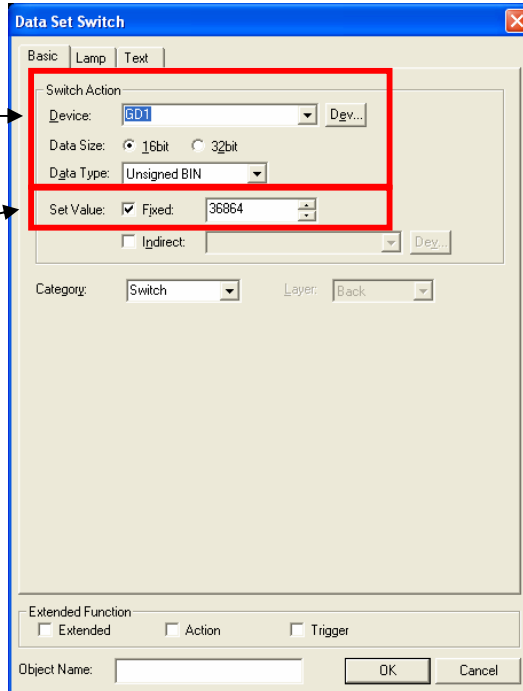 Data Set Switch
Basic Lamp Text
Switch Action
Device: GD1 Dev...
Data Size: 16bit 32bit
Data Type: Unsigned BIN
Set Value: Fixed: 36864
Indirect: Dev...
Category: Switch Layer: Back
Extended Function
Extended Action Trigger
Object Name: OK Cancel